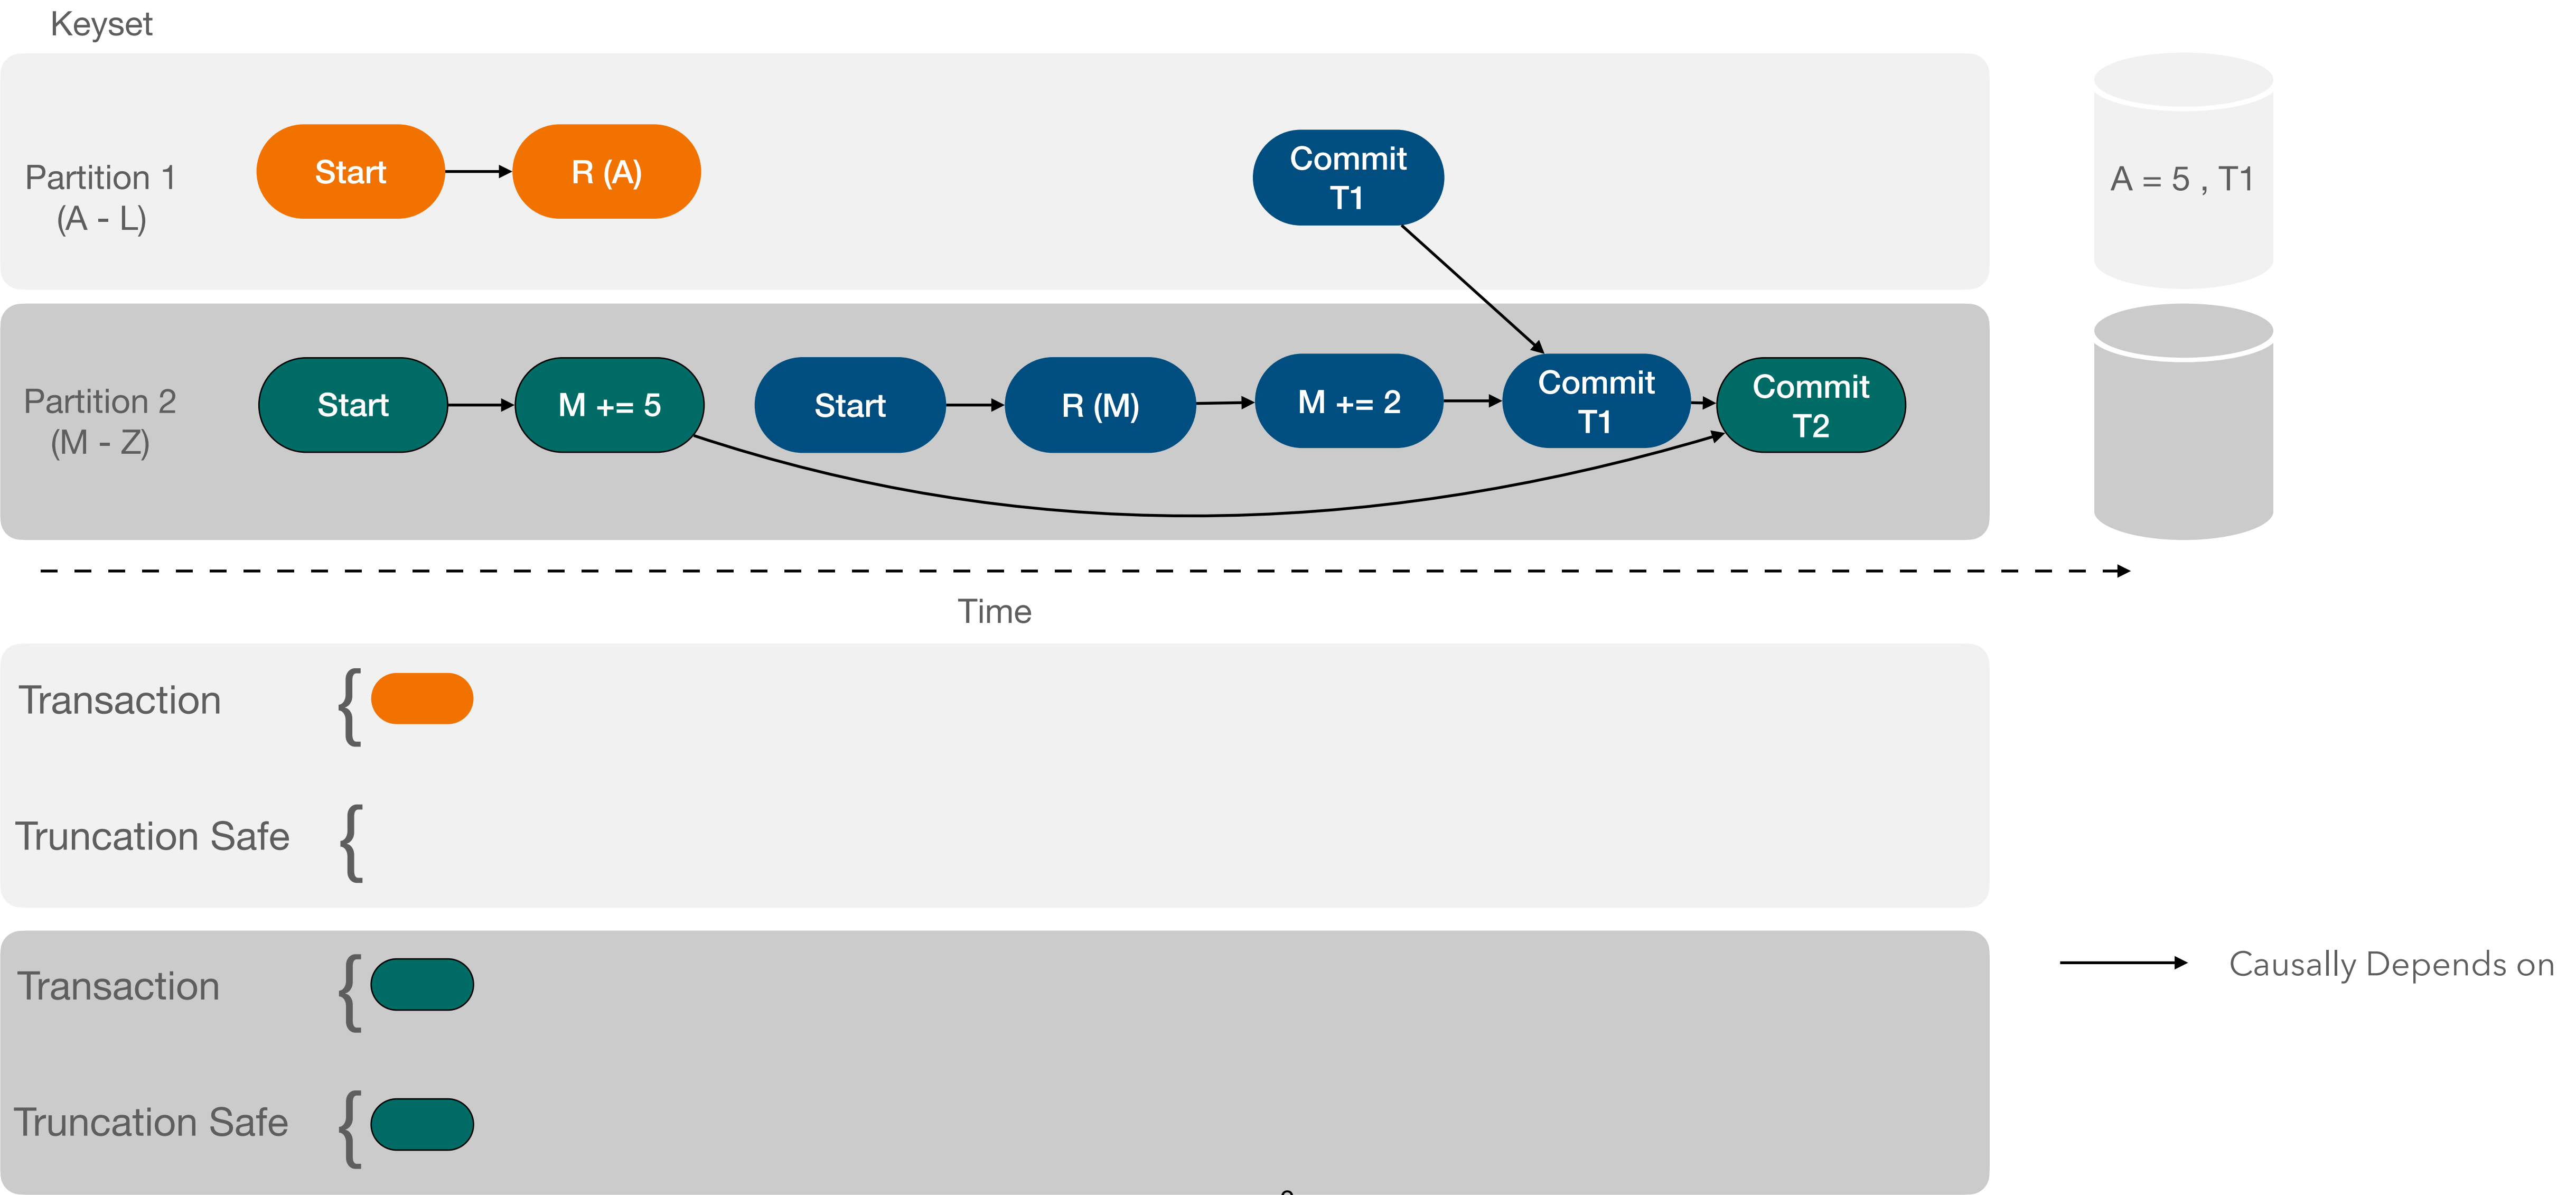 Keyset
Partition 1
(A - L)
Start
R (A)
Commit
T1
A = 5 , T1
Partition 2
(M - Z)
Start
M += 5
Start
R (M)
M += 2
Commit
T1
Commit
T2
Time
Transaction
{
Truncation Safe
{
Transaction
{
Truncation Safe
{
Causally Depends on